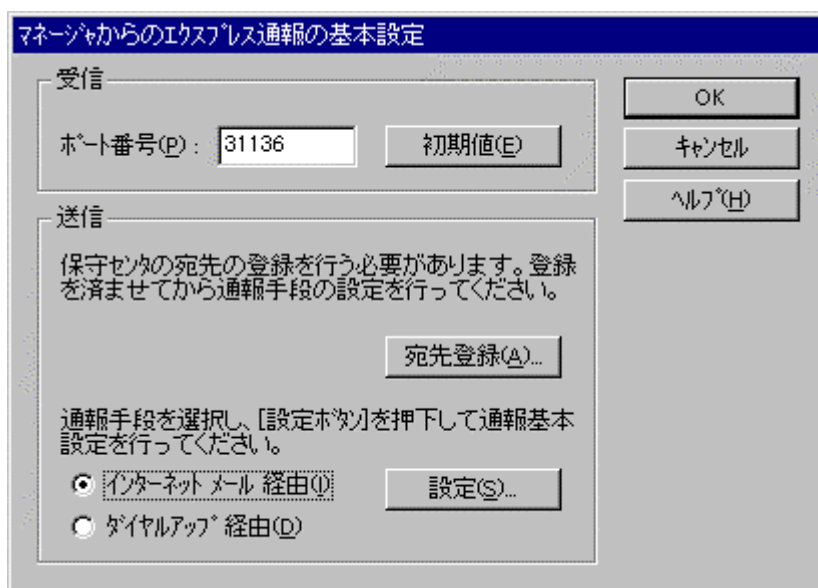 ﾏﾈｰｼﾞｬからのｴｸｽﾌﾟﾚｽ通報の基本設定
受信
ﾎﾟｰﾄ番号(P) :
31136
初期値(E)
OK
ｷｬﾝｾﾙ
ﾍﾙﾌﾟ(H)
送信
保守ｾﾝﾀの宛先の登録を行う必要があります。登録
を済ませてから通報手段の設定を行ってください。
宛先登録(A)...
通報手段を選択し、[設定ﾎﾞﾀﾝ]を押下して通報基本
設定を行ってください。
ｲﾝﾀｰﾈｯﾄ ﾒｰﾙ 経由(I)
設定(S)...
ﾀﾞｲﾔﾙｱｯﾌﾟ 経由(D)